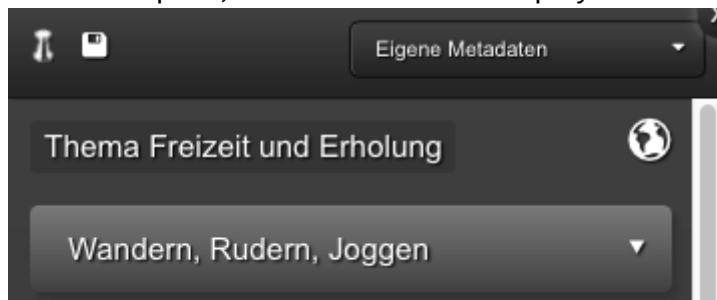 Eigene Metadaten
Thema Freizeit und Erholung
Wandern, Rudern, Joggen